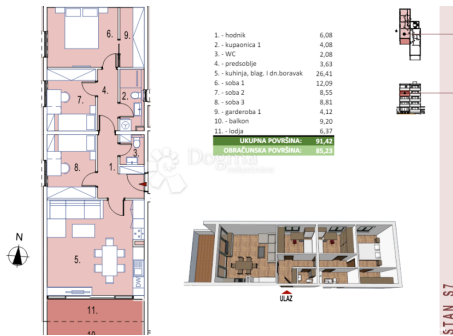 1. - hodnik 6,08
2. - kupaonica 1 4,08
3. - WC 2,08
4. - predsoblje 3,63
5. - kuhinja, blag. I dn.boravak 26,41
6. - soba 1 12,09
7. - soba 2 8,55
8. - soba 3 8,81
9. - garderoba 1 4,12
10. - balkon 9,20
11. - lodja 6,37
UKUPNA POVRŠINA: 91,42
OBRAČUNSKA POVRŠINA: 85,23
6.
9.
4.
7.
2.
3.
8.
1.
5.
11.
10.
N
Dogma
ULAZ
STAN S7